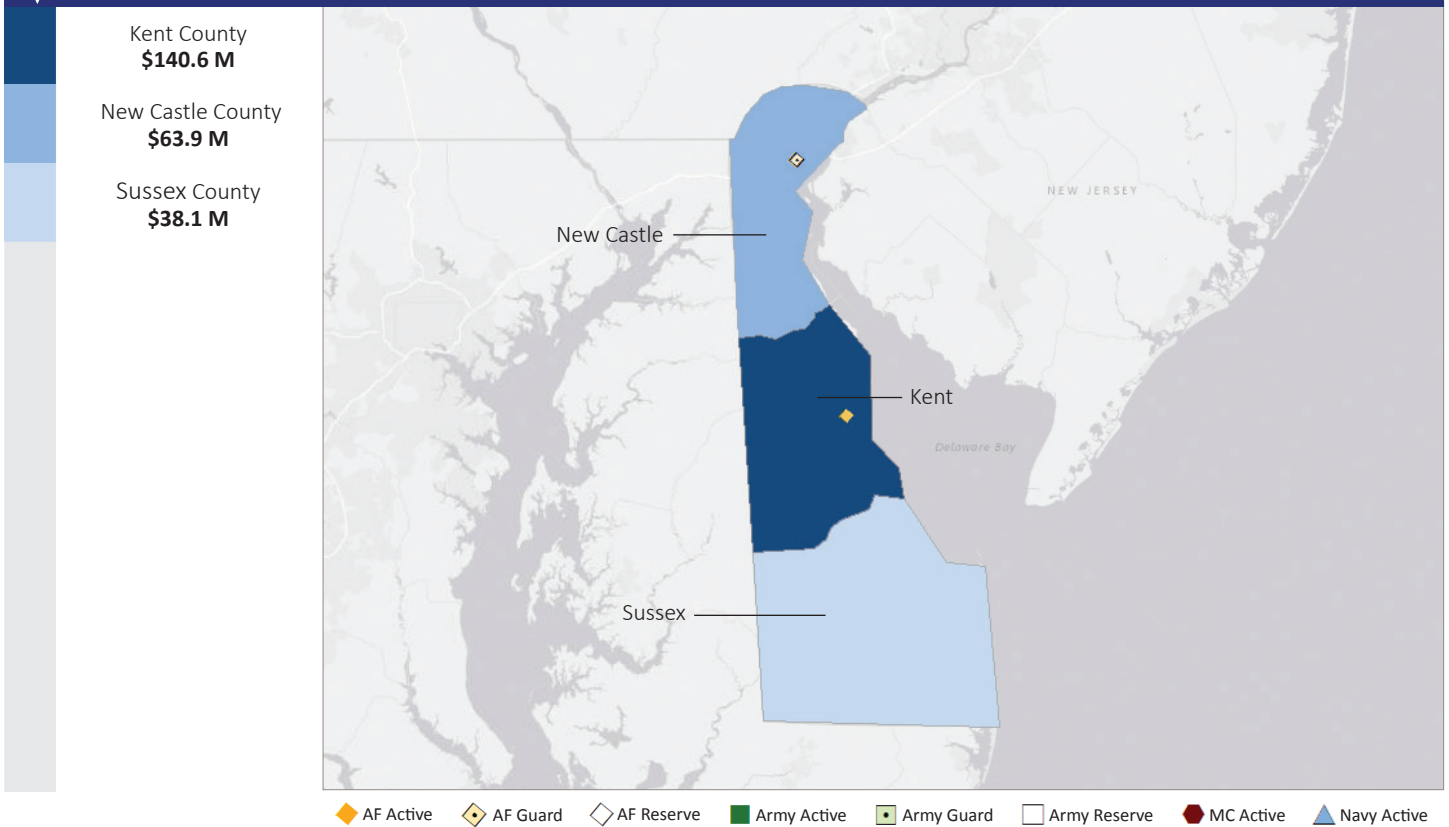 Kent County
$140.6 M
New Castle County
$63.9 M
Sussex County
$38.1 M
NEW JERSEY
New Castle
Kent
Delaware Bay
Sussex
AF Active
AF Guard
AF Reserve
Army Active
Army Guard
Army Reserve
MC Active
Navy Active